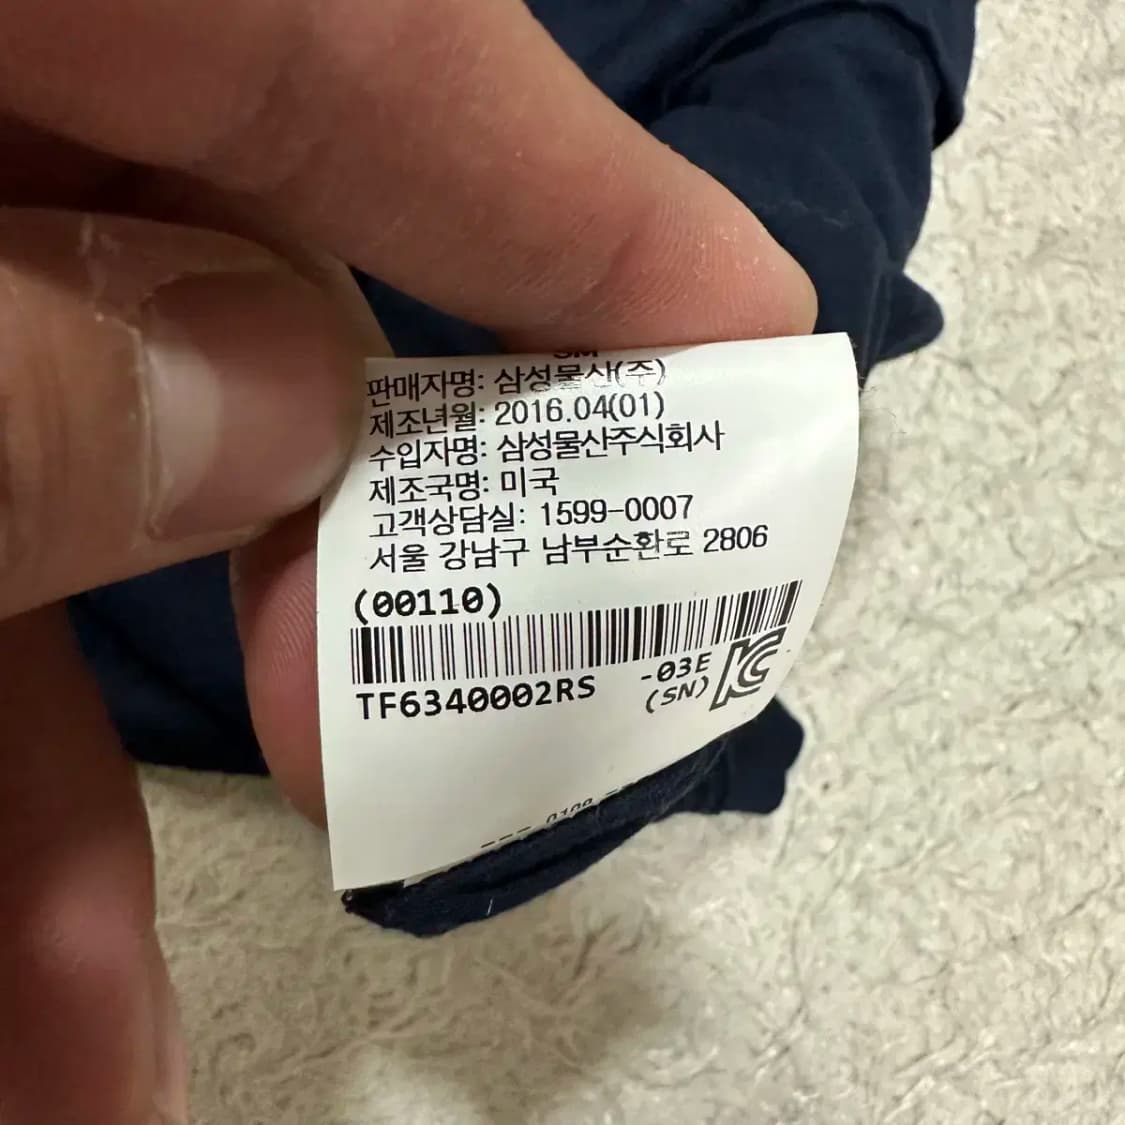 판매자명: 삼성물산(주)
제조년월: 2016.04(01)
수입자명: 삼성물산주식회사
제조국명: 미국
고객상담실: 1599-0007
서울 강남구 남부순환로 2806
(00110)
TF6340002RS -03E
(SN)